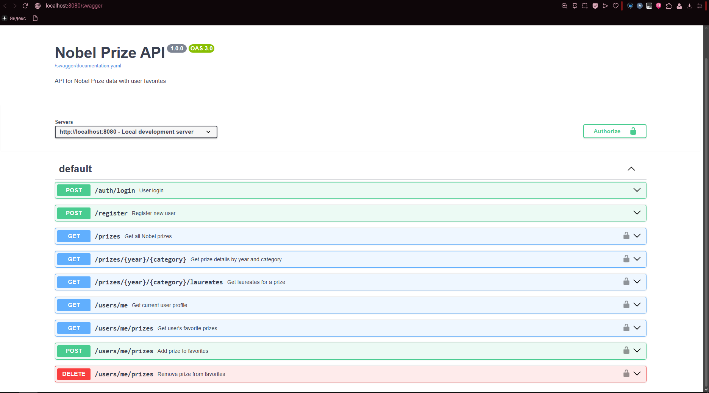 localhost:8080/swagger
Яндекс
Nobel Prize API 1.0.0 OAS 3.0
/swagger/documentation.yaml
API for Nobel Prize data with user favorites
Servers
http://localhost:8080 - Local development server
Authorize
default
POST /auth/login User login
POST /register Register new user
GET /prizes Get all Nobel prizes
GET /prizes/{year}/{category} Get prize details by year and category
GET /prizes/{year}/{category}/laureates Get laureates for a prize
GET /users/me Get current user profile
GET /users/me/prizes Get user's favorite prizes
POST /users/me/prizes Add prize to favorites
DELETE /users/me/prizes Remove prize from favorites